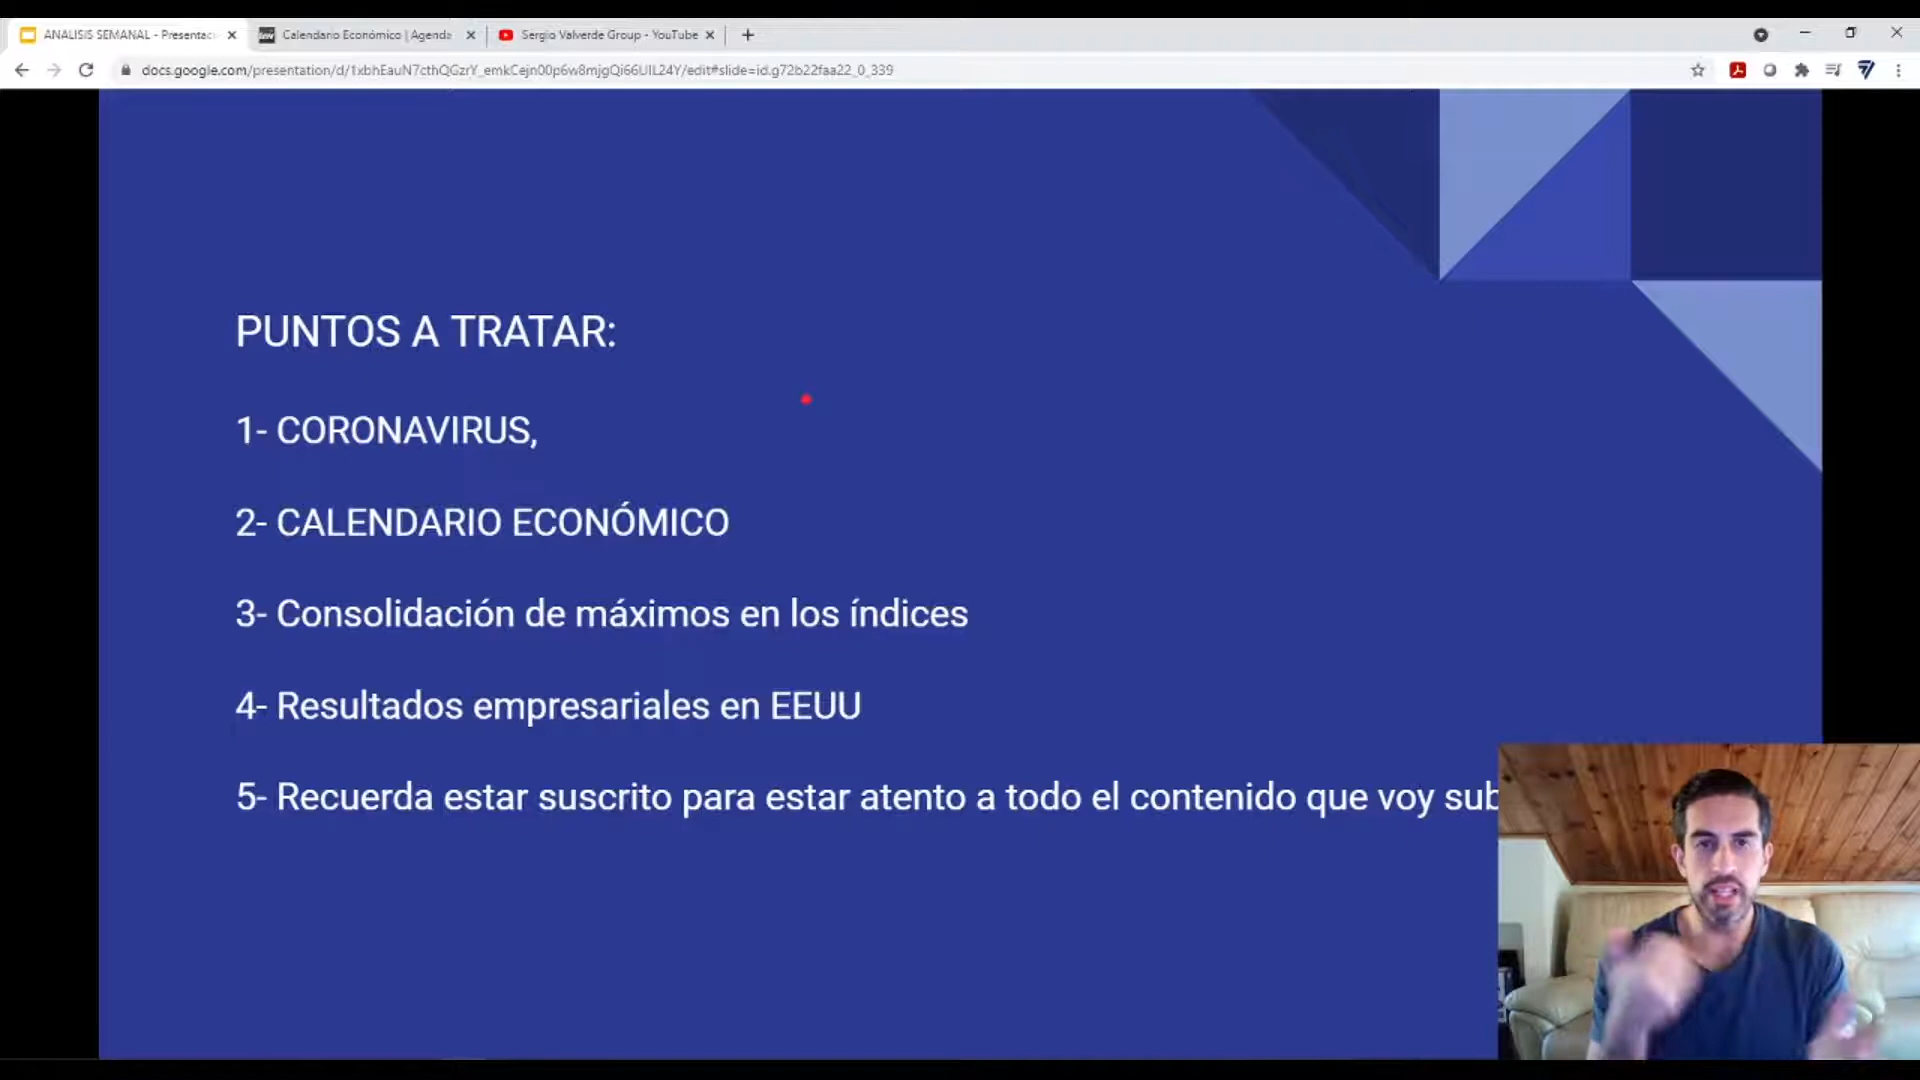 ANALISIS SEMANAL - Presentac
Calendario Económico | Agenda
Sergio Valverde Group - YouTube
docs.google.com/presentation/d/1xbhEauN7cthQGzrY_emkCejn00p6w8mjgQi66UIL24Y/edit#slide=id.g72b22faa22_0_339
PUNTOS A TRATAR:
1- CORONAVIRUS,
2- CALENDARIO ECONÓMICO
3- Consolidación de máximos en los índices
4- Resultados empresariales en EEUU
5- Recuerda estar suscrito para estar atento a todo el contenido que voy sub